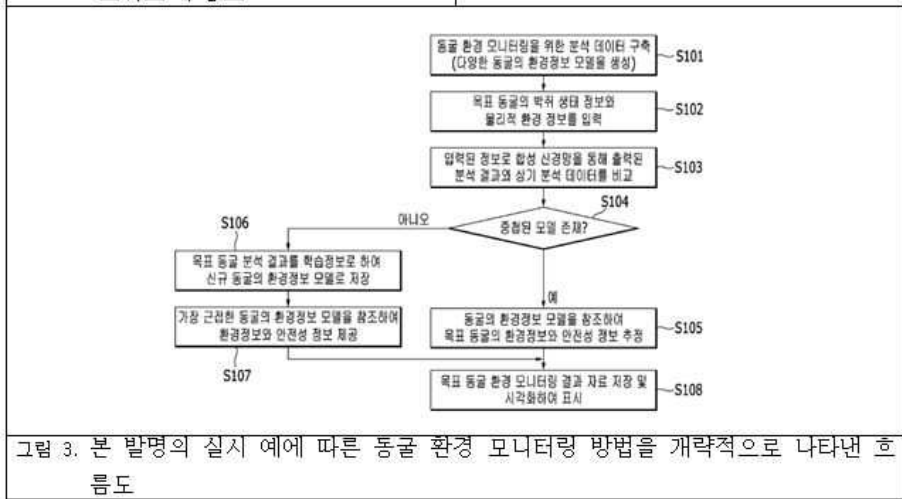 동굴 환경 모니터링을 위한 분석 데이터 구축
(다양한 동굴의 환경정보 모델을 생성)
S101
목표 동굴의 박쥐 생태 정보와
물리적 환경 정보를 입력
S102
입력된 정보로 합성 신경망을 통해 출력된
분석 결과와 상기 분석 데이터를 비교
S103
S104
중첩된 모델 존재?
아니오
S106
목표 동굴 분석 결과를 학습정보로 하여
신규 동굴의 환경정보 모델로 저장
예
가장 근접한 동굴의 환경정보 모델을 참조하여
환경정보와 안전성 정보 제공
S107
동굴의 환경정보 모델을 참조하여
목표 동굴의 환경정보와 안전성 정보 추정
S105
목표 동굴 환경 모니터링 결과 자료 저장 및
시각화하여 표시
S108
그림 3. 본 발명의 실시 예에 따른 동굴 환경 모니터링 방법을 개략적으로 나타낸 흐
름도